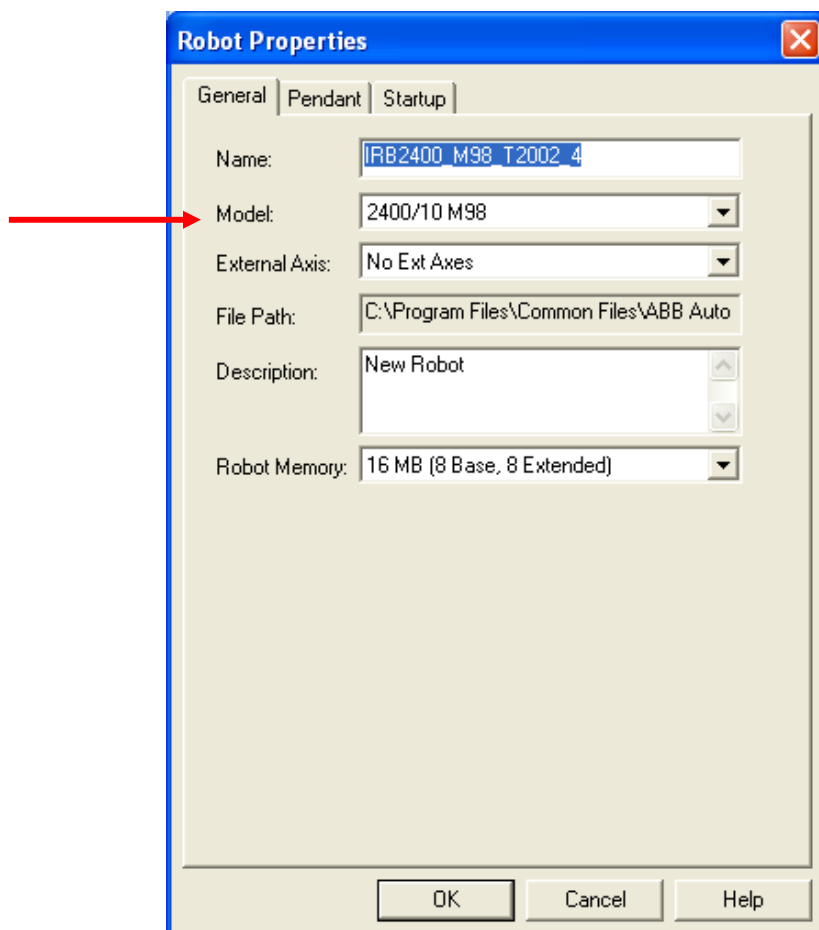 Robot Properties
General Pendant Startup
Name: IRB2400_M98_T2002_4
Model: 2400/10 M98
External Axis: No Ext Axes
File Path: C:\Program Files\Common Files\ABB Auto
Description: New Robot
Robot Memory: 16 MB (8 Base, 8 Extended)
OK Cancel Help